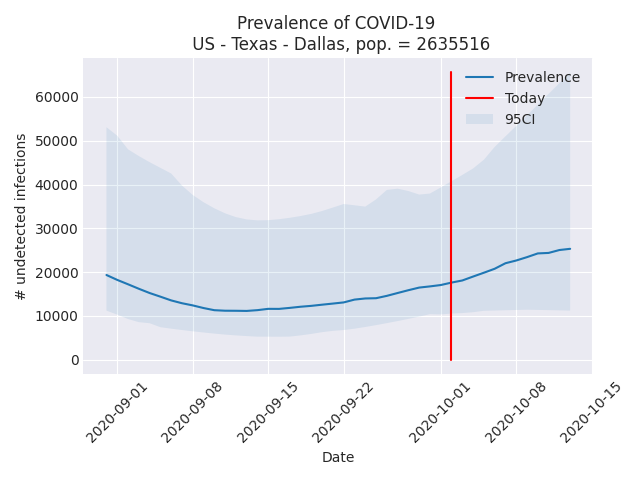 Prevalence of COVID-19
US - Texas - Dallas, pop. = 2635516
Prevalence
Today
95CI
# undetected infections
60000
50000
40000
30000
20000
10000
0
2020-09-01
2020-09-08
2020-09-15
2020-09-22
2020-10-01
2020-10-08
2020-10-15
Date